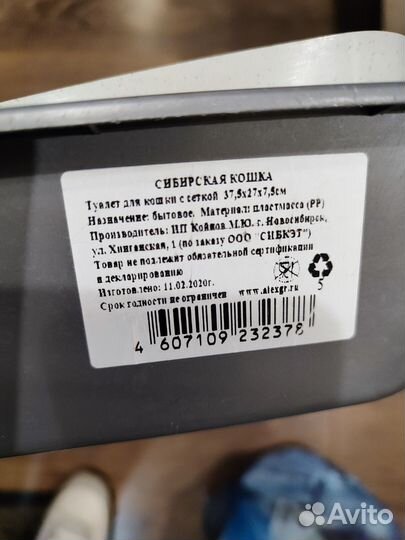 СИБИРСКАЯ КОШКА
Туалет для кошки с сеткой 37,5х27х7,5см
Назначение: бытовое. Материал: пластмасса (PP)
Производитель: ИП Койнов М.Ю. г. Новосибирск,
ул. Хинганская, 1 (по заказу ООО "СИБКЭТ")
Товар не подлежит обязательной сертификации
и декларированию
Изготовлено: 11.02.2020г.
Срок годности не ограничен www.alexgr.ru
5
4 607109 232378
Avito